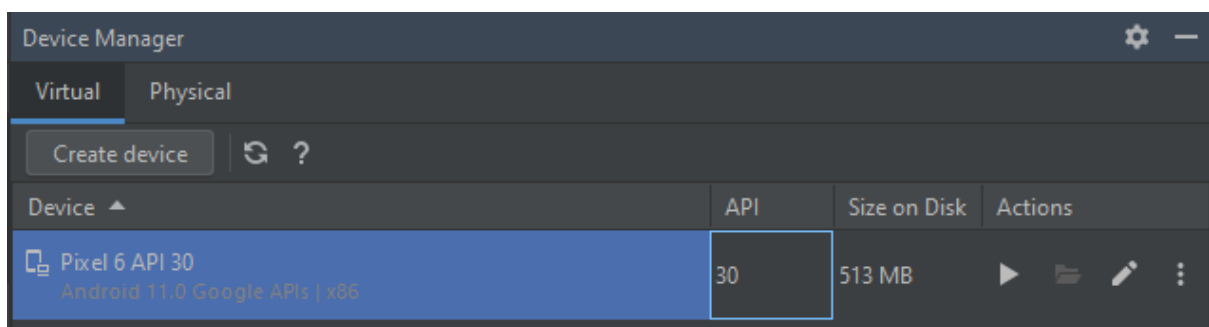 Device Manager
Virtual Physical
Create device ?
Device API Size on Disk Actions
Pixel 6 API 30
Android 11.0 Google APIs | x86
30 513 MB